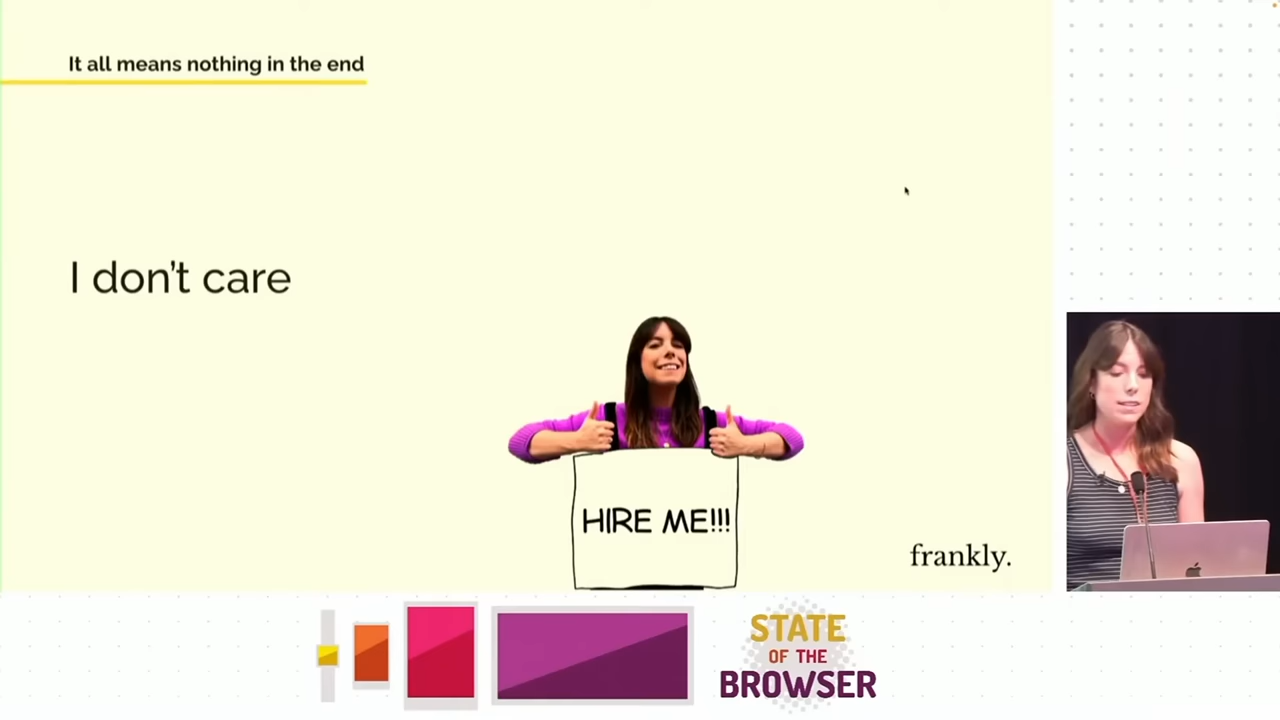 It all means nothing in the end
I don't care
HIRE ME!!!
frankly.
STATE
OF THE
BROWSER